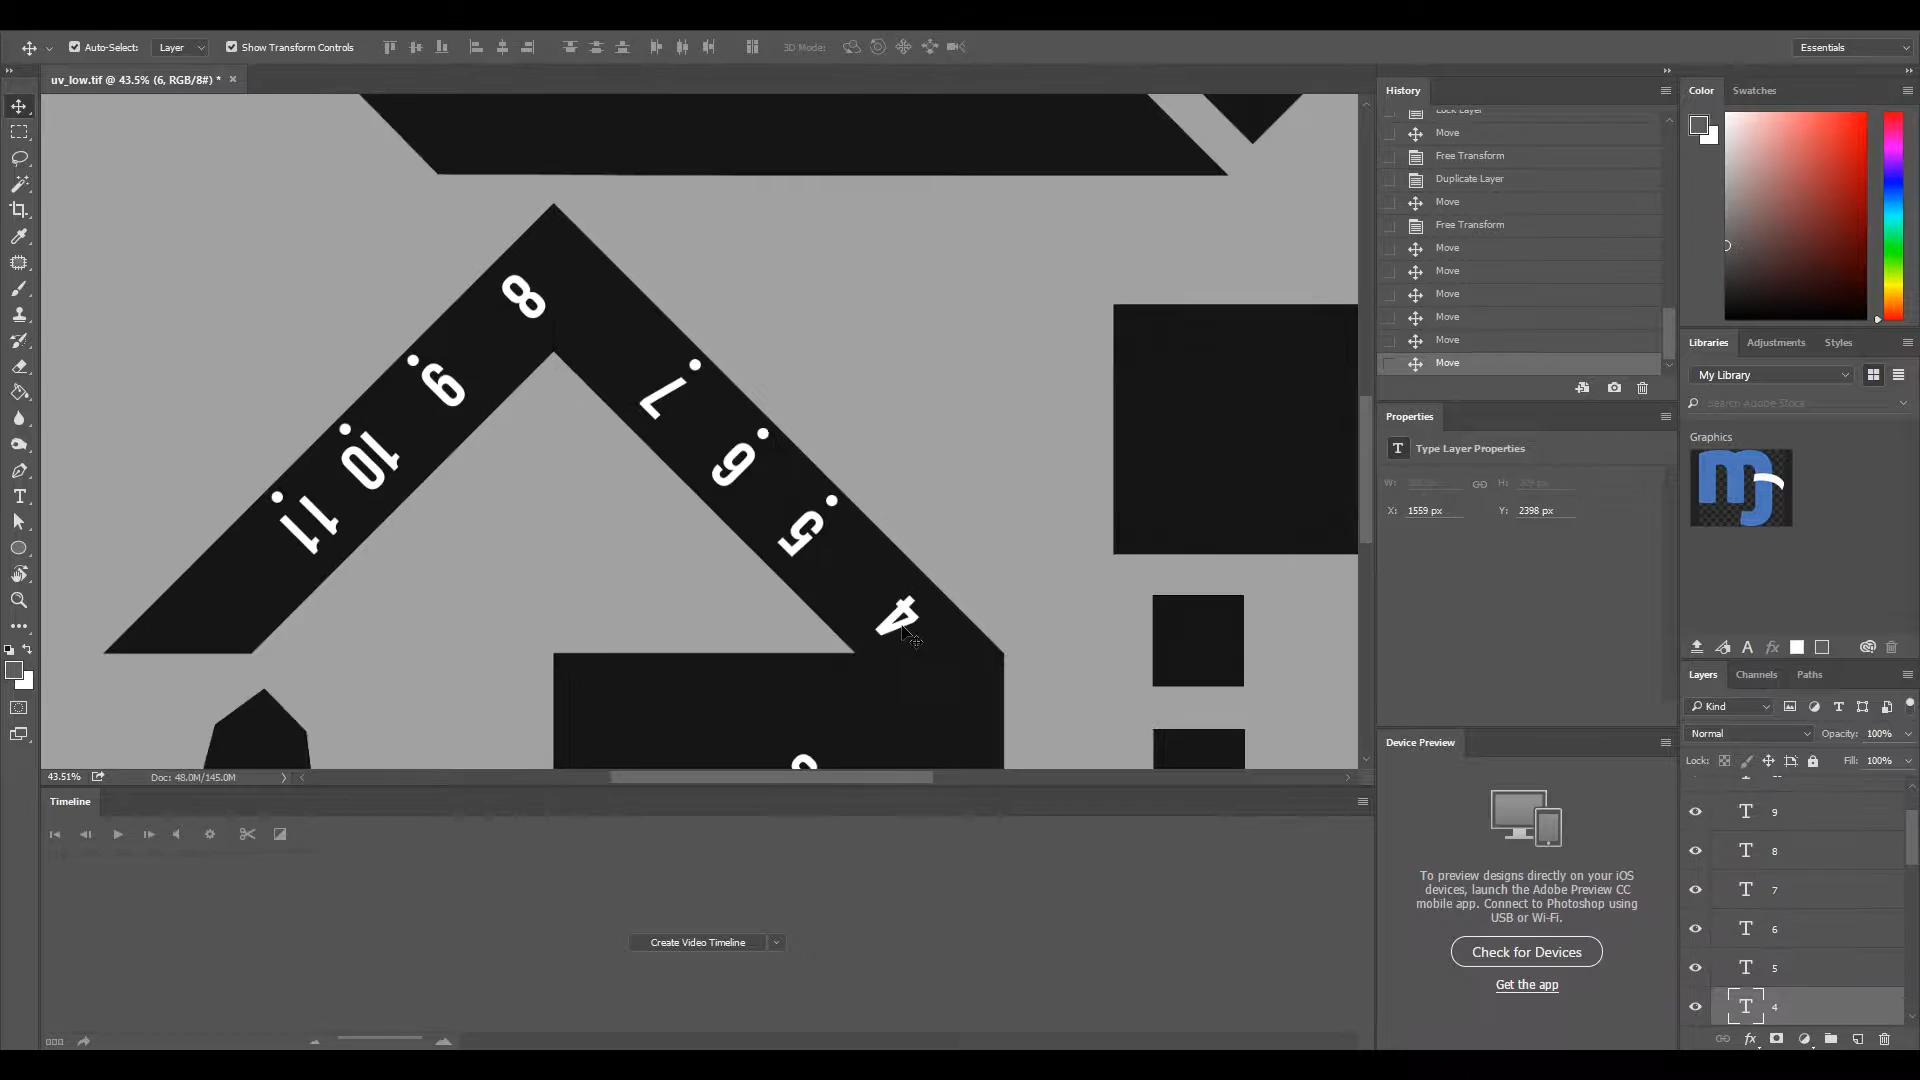 Auto-Select: Layer Show Transform Controls 3D Mode: Essentials
uv_low.tif @ 43.5% (6, RGB/8#) * ×
History
Lock Layer
Move
Free Transform
Duplicate Layer
Move
Free Transform
Move
Move
Move
Move
Move
Move
Color Swatches
8
9
7
10
6
11
5
4
Properties
T Type Layer Properties
W: H:
X: 1559 px Y: 2398 px
Libraries Adjustments Styles
My Library
Search Adobe Stock
Graphics
mj
Device Preview
To preview designs directly on your iOS
devices, launch the Adobe Preview CC
mobile app. Connect to Photoshop using
USB or Wi-Fi.
Check for Devices
Get the app
Layers Channels Paths
Kind
Normal Opacity: 100%
Lock: Fill: 100%
T 9
T 8
T 7
T 6
T 5
T 4
fx
43.51% Doc: 48.0M/145.0M
Timeline
Create Video Timeline